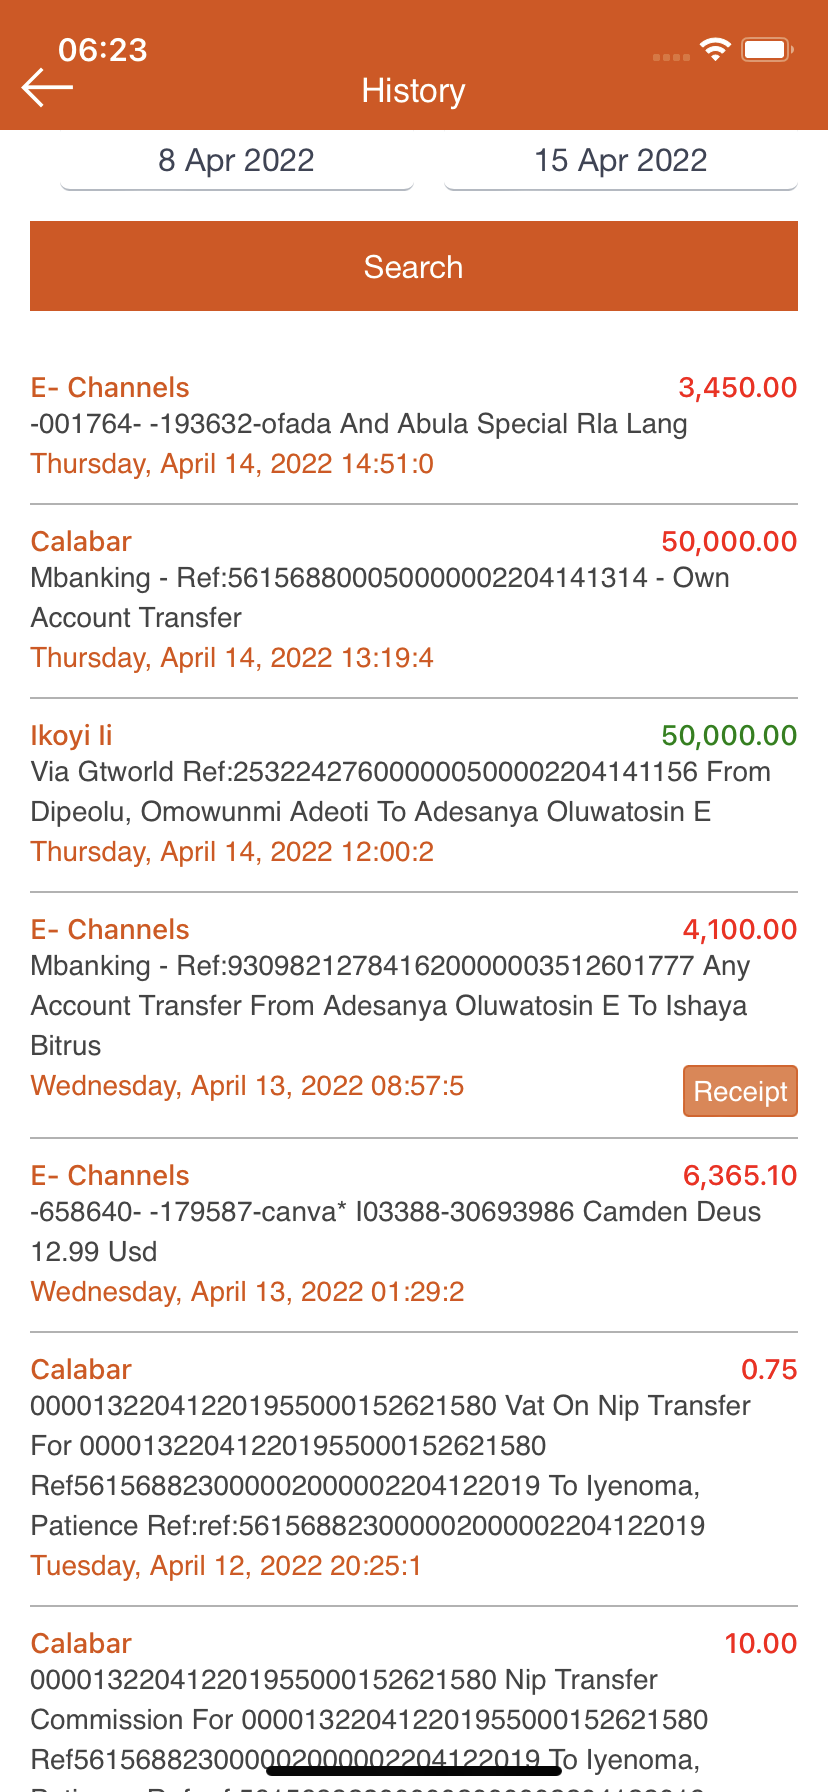 06:23
History
8 Apr 2022 15 Apr 2022
Search
E- Channels 3,450.00
-001764- -193632-ofada And Abula Special Rla Lang
Thursday, April 14, 2022 14:51:0
Calabar 50,000.00
Mbanking - Ref:561568800050000002204141314 - Own
Account Transfer
Thursday, April 14, 2022 13:19:4
Ikoyi Ii 50,000.00
Via Gtworld Ref:253224276000000500002204141156 From
Dipeolu, Omowunmi Adeoti To Adesanya Oluwatosin E
Thursday, April 14, 2022 12:00:2
E- Channels 4,100.00
Mbanking - Ref:930982127841620000003512601777 Any
Account Transfer From Adesanya Oluwatosin E To Ishaya
Bitrus
Wednesday, April 13, 2022 08:57:5
Receipt
E- Channels 6,365.10
-658640- -179587-canva* I03388-30693986 Camden Deus
12.99 Usd
Wednesday, April 13, 2022 01:29:2
Calabar 0.75
000013220412201955000152621580 Vat On Nip Transfer
For 000013220412201955000152621580
Ref561568823000002000002204122019 To Iyenoma,
Patience Ref:ref:561568823000002000002204122019
Tuesday, April 12, 2022 20:25:1
Calabar 10.00
000013220412201955000152621580 Nip Transfer
Commission For 000013220412201955000152621580
Ref561568823000002000002204122019 To Iyenoma,